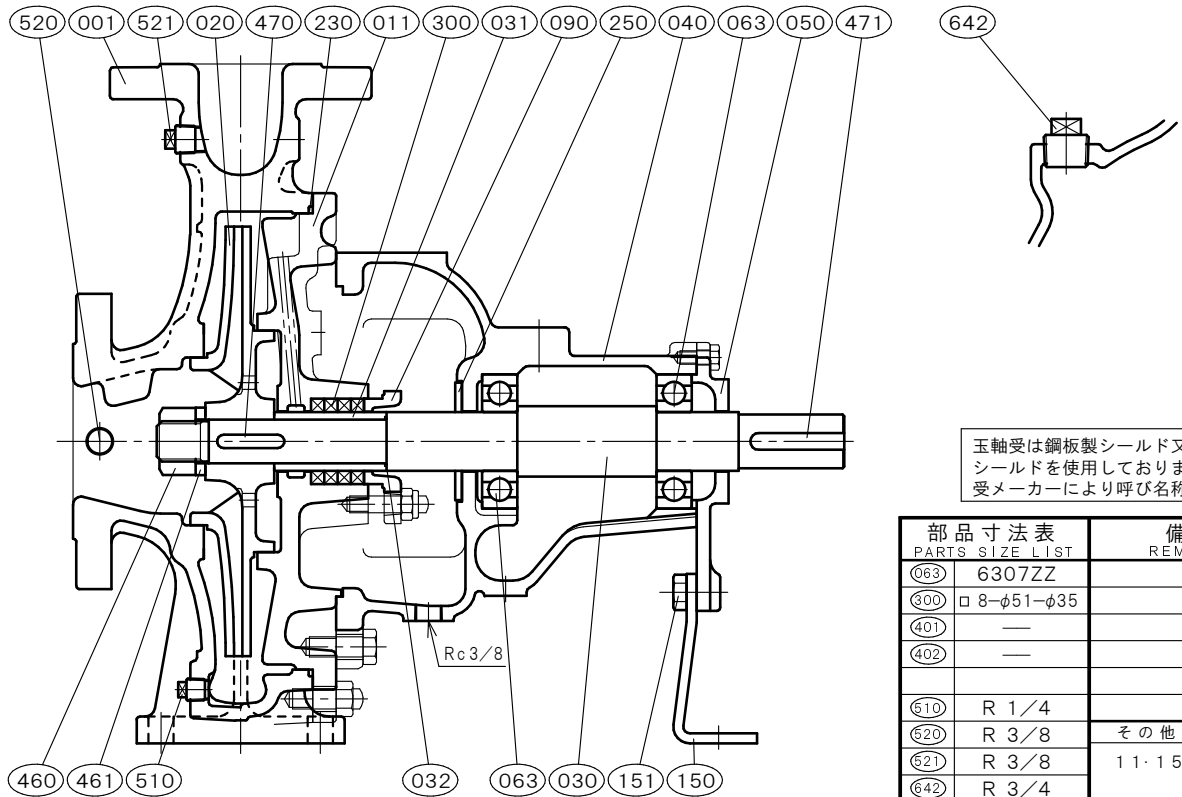 520 001 521 020 470 230 011 300 031 090 250 040 063 050 471 642
Rc3/8
玉軸受は鋼板製シールド又
シールドを使用しておりま
受メーカーにより呼び名称
部品寸法表 備
PARTS SIZE LIST REM
063 6307ZZ
300 □ 8-φ51-φ35
401 —
402 —
510 R 1/4
520 R 3/8 その他
521 R 3/8 11·15
642 R 3/4
460 461 510 032 063 030 151 150